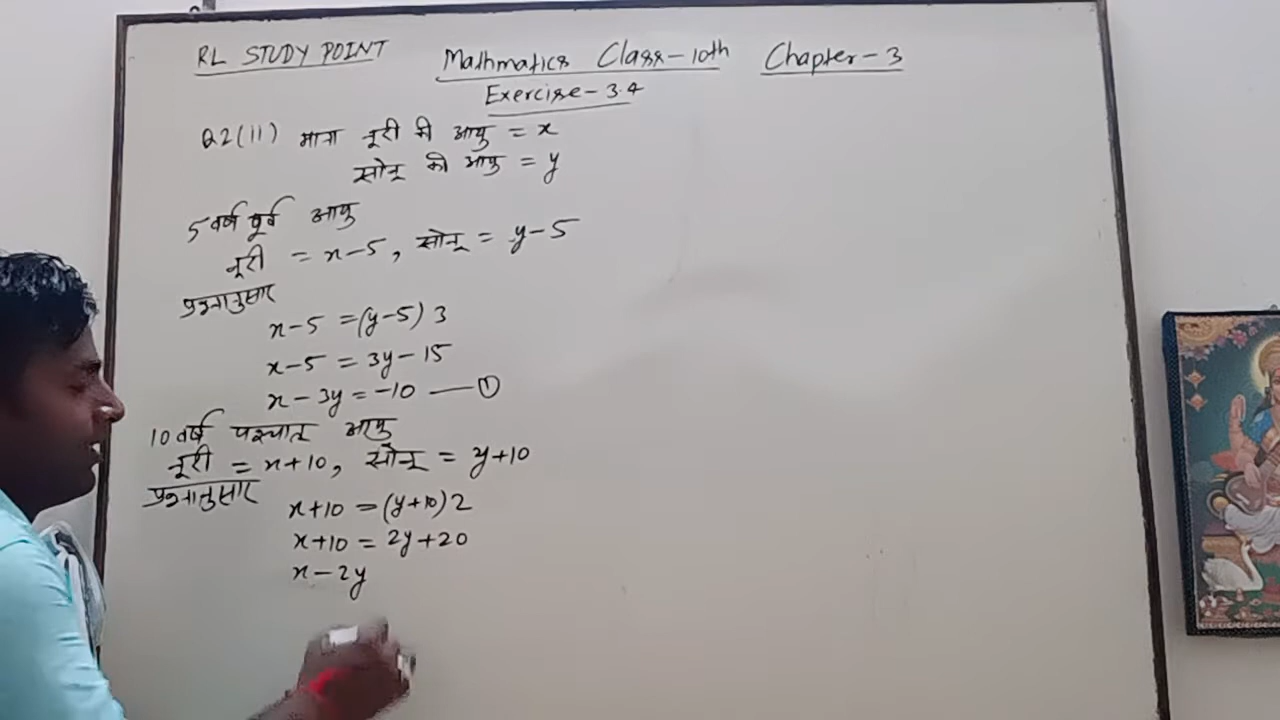 RL STUDY POINT
Mathmatics Class-10th Chapter-3
Exercise-3.4
Q2(11) माना नूरी की आयु = x
सोनू की आयु = y
5 वर्ष पूर्व आयु
नूरी = x-5, सोनू = y-5
प्रश्नानुसार
x-5 = (y-5) 3
x-5 = 3y-15
x-3y = -10 — ①
10 वर्ष पश्चात् आयु
नूरी = x+10, सोनू = y+10
प्रश्नानुसार
x+10 = (y+10) 2
x+10 = 2y+20
x-2y